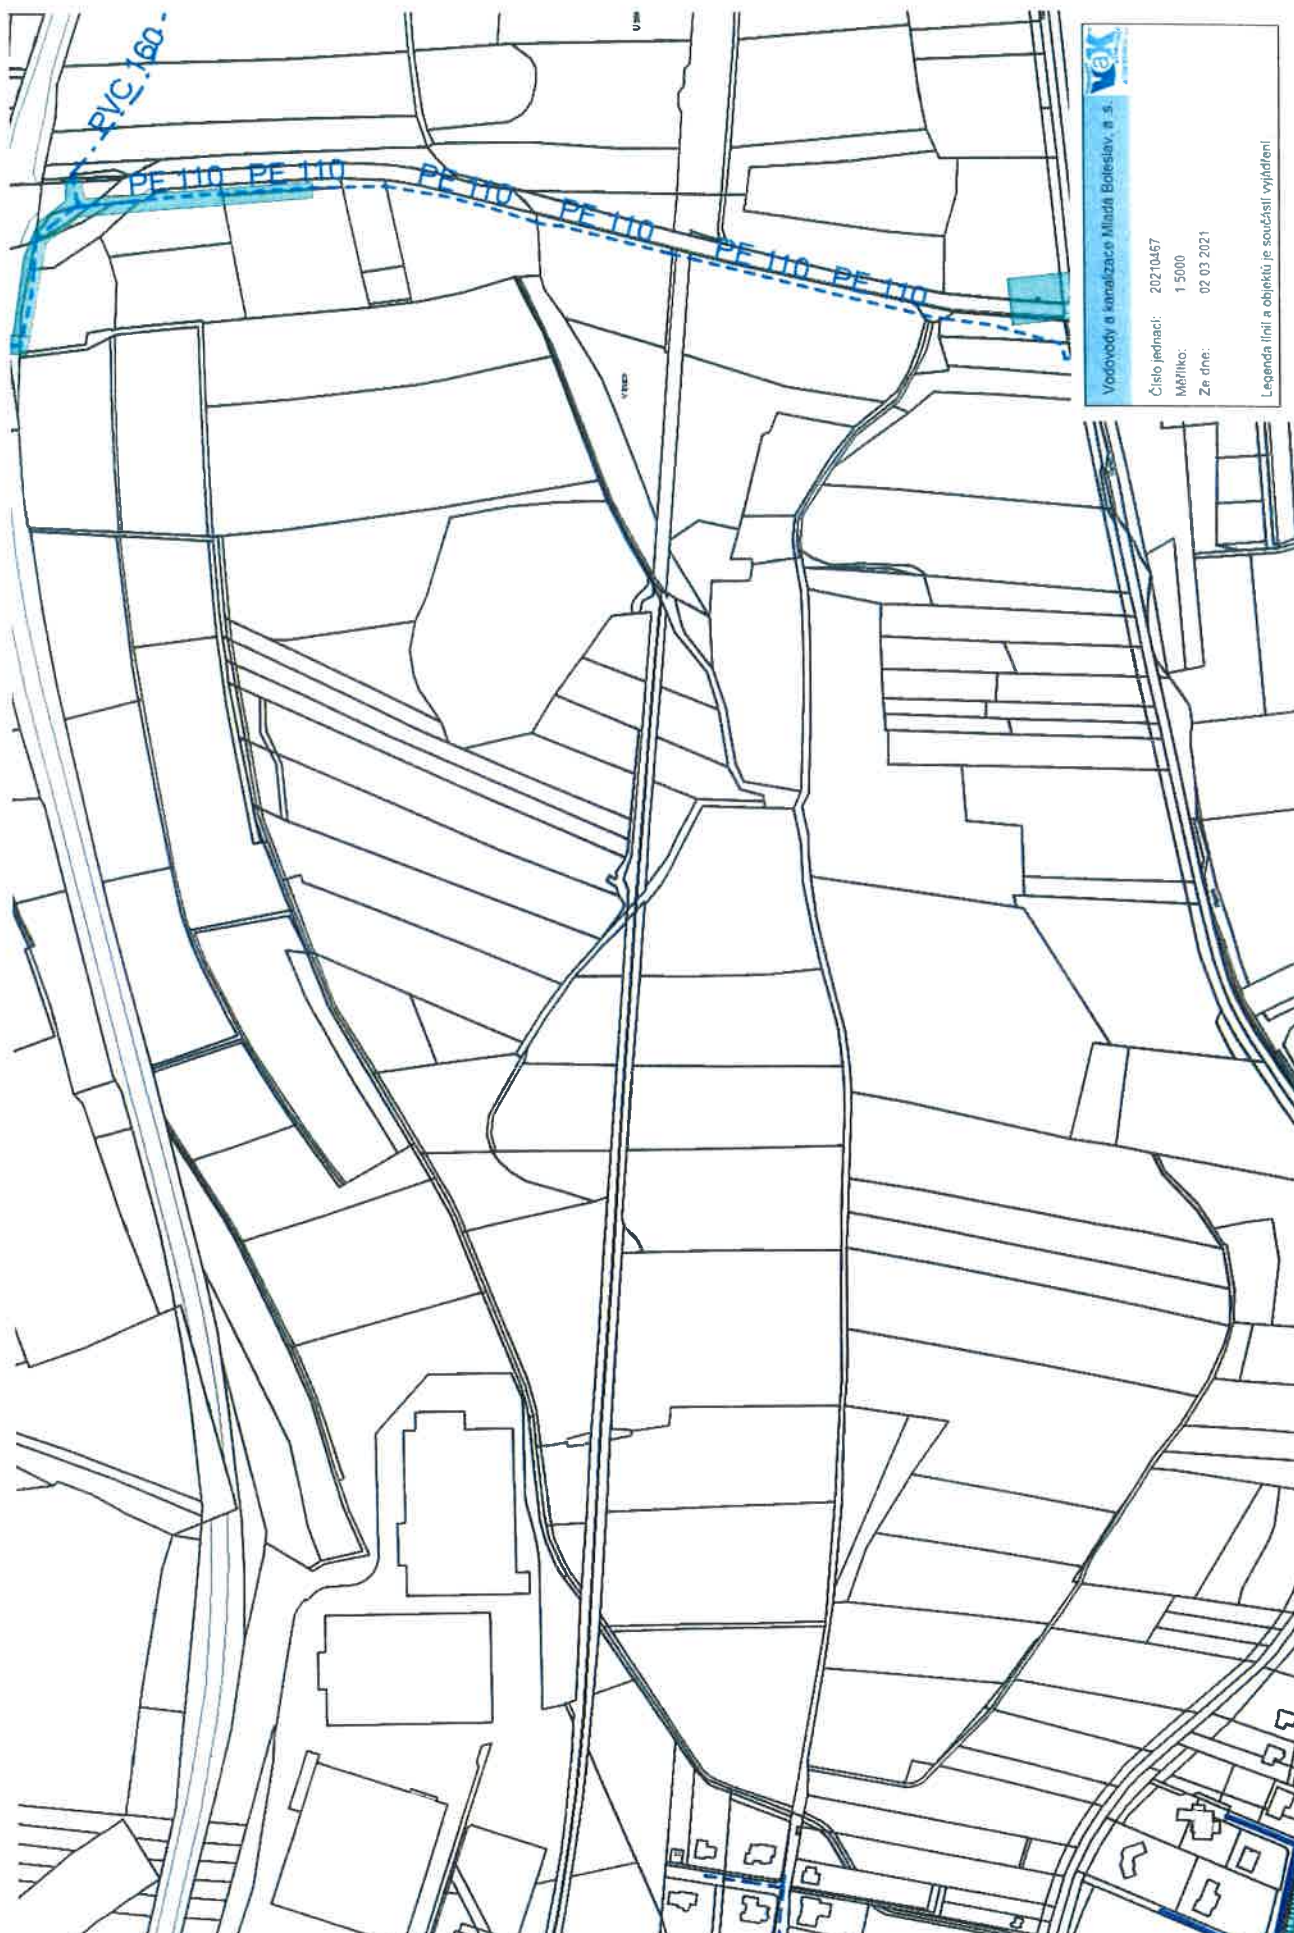 PVC 160
PE 110 PE 110 PE 110 PE 110 PE 110 PE 110
Vodovody a kanalizace Mladá Boleslav, a.s.
VaK
Číslo jednací: 20210467
Měřítko: 1:5000
Ze dne: 02 03 2021
Legenda linií a objektů je součástí vyjádření